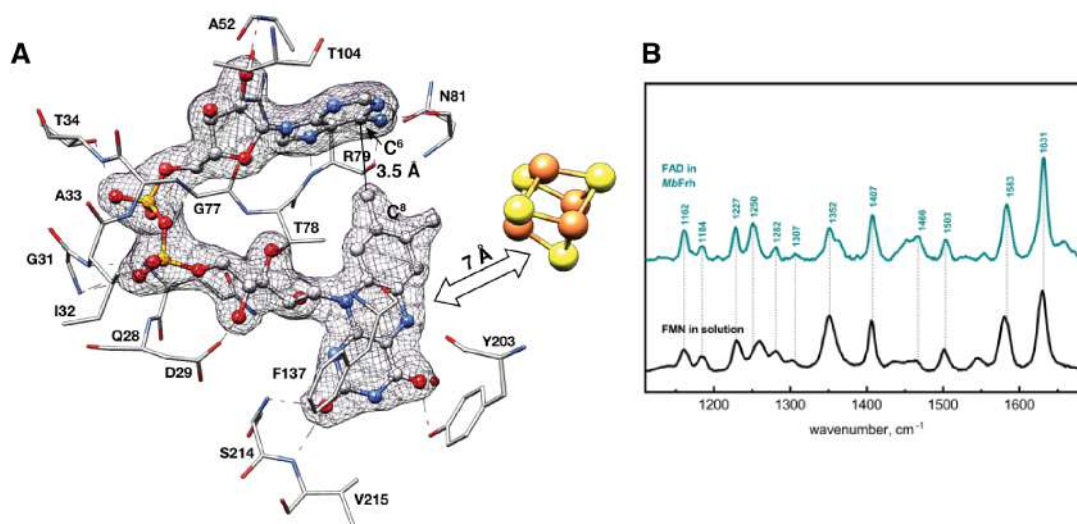 A
A52
T104
T34
N81
C6
R79
3.5 Å
A33
G77
C8
T78
G31
7 Å
I32
Q28
D29
F137
Y203
S214
V215
B
FAD in
MbFrh
1162
1184
1227
1250
1282
1307
1352
1407
1466
1503
1583
1631
FMN in solution
1200
1300
1400
1500
1600
wavenumber, cm⁻¹